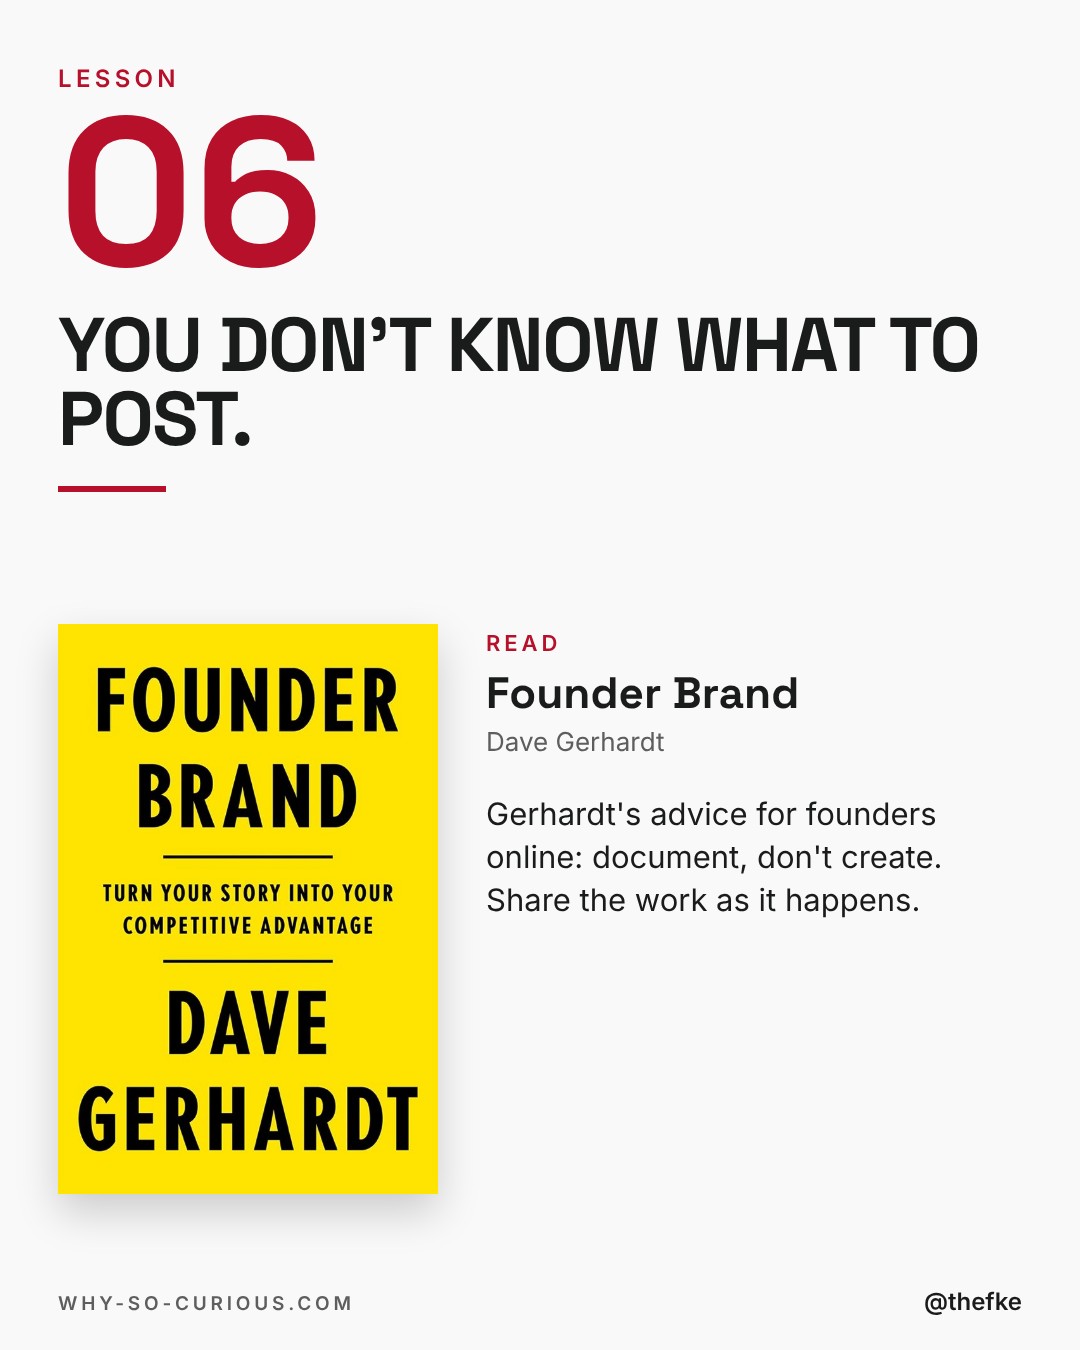 LESSON
06
YOU DON’T KNOW WHAT TO
POST.
FOUNDER
BRAND
TURN YOUR STORY INTO YOUR
COMPETITIVE ADVANTAGE
DAVE
GERHARDT
READ
Founder Brand
Dave Gerhardt
Gerhardt's advice for founders
online: document, don't create.
Share the work as it happens.
WHY-SO-CURIOUS.COM
@thefke